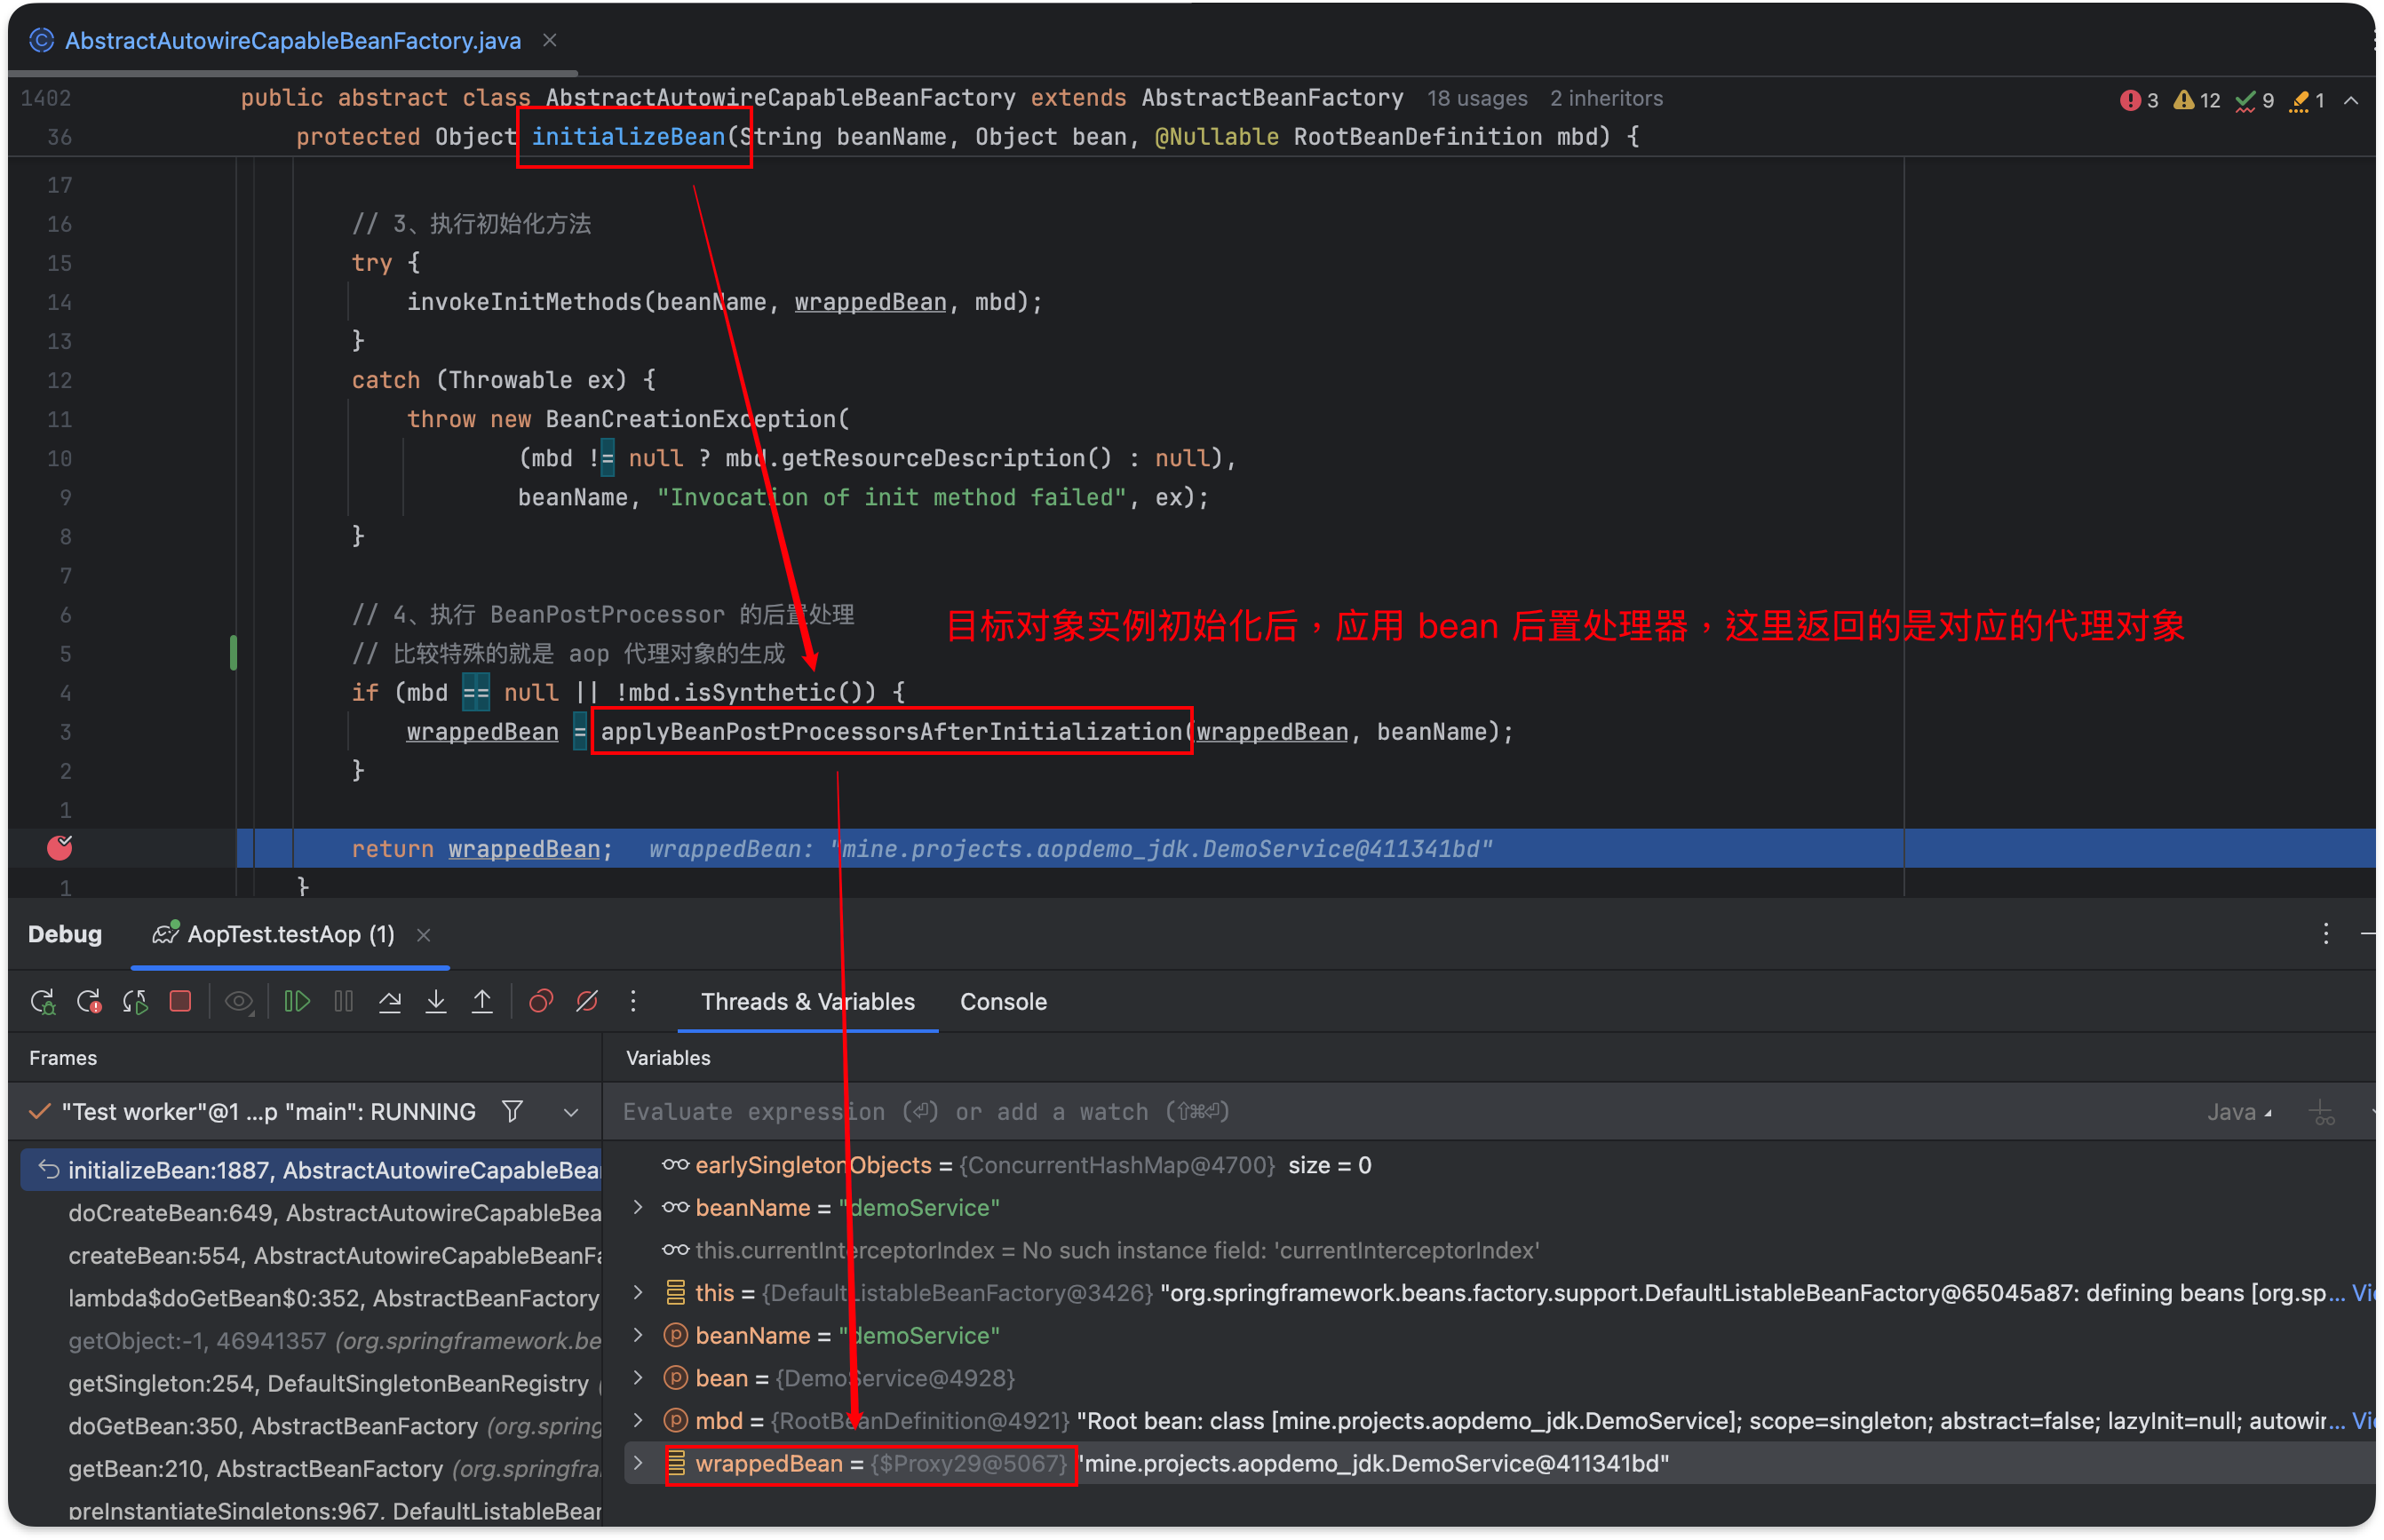 AbstractAutowireCapableBeanFactory.java
1402 public abstract class AbstractAutowireCapableBeanFactory extends AbstractBeanFactory 18 usages 2 inheritors
3 12 9 1
36 protected Object initializeBean(String beanName, Object bean, @Nullable RootBeanDefinition mbd) {
17
16 // 3、执行初始化方法
15 try {
14 invokeInitMethods(beanName, wrappedBean, mbd);
13 }
12 catch (Throwable ex) {
11 throw new BeanCreationException(
10 (mbd != null ? mbd.getResourceDescription() : null),
9 beanName, "Invocation of init method failed", ex);
8 }
7
6 // 4、执行 BeanPostProcessor 的后置处理
目标对象实例初始化后，应用 bean 后置处理器，这里返回的是对应的代理对象
5 // 比较特殊的就是 aop 代理对象的生成
4 if (mbd == null || !mbd.isSynthetic()) {
3 wrappedBean = applyBeanPostProcessorsAfterInitialization(wrappedBean, beanName);
2 }
1
return wrappedBean; wrappedBean: "mine.projects.aopdemo_jdk.DemoService@411341bd"
1 }
Debug AopTest.testAop (1)
Threads & Variables Console
Frames
"Test worker"@1 ...p "main": RUNNING
initializeBean:1887, AbstractAutowireCapableBea
doCreateBean:649, AbstractAutowireCapableBea
createBean:554, AbstractAutowireCapableBeanFa
lambda$doGetBean$0:352, AbstractBeanFactory
getObject:-1, 46941357 (org.springframework.be
getSingleton:254, DefaultSingletonBeanRegistry (
doGetBean:350, AbstractBeanFactory (org.spring
getBean:210, AbstractBeanFactory (org.springfra
preInstantiateSingletons:967, DefaultListableBear
Variables
Evaluate expression (⏎) or add a watch (⇧⌘⏎) Java
earlySingletonObjects = {ConcurrentHashMap@4700} size = 0
beanName = "demoService"
this.currentInterceptorIndex = No such instance field: 'currentInterceptorIndex'
this = {DefaultListableBeanFactory@3426} "org.springframework.beans.factory.support.DefaultListableBeanFactory@65045a87: defining beans [org.sp... Vie
beanName = "demoService"
bean = {DemoService@4928}
mbd = {RootBeanDefinition@4921} "Root bean: class [mine.projects.aopdemo_jdk.DemoService]; scope=singleton; abstract=false; lazyInit=null; autowir... Vie
wrappedBean = {$Proxy29@5067} "mine.projects.aopdemo_jdk.DemoService@411341bd"